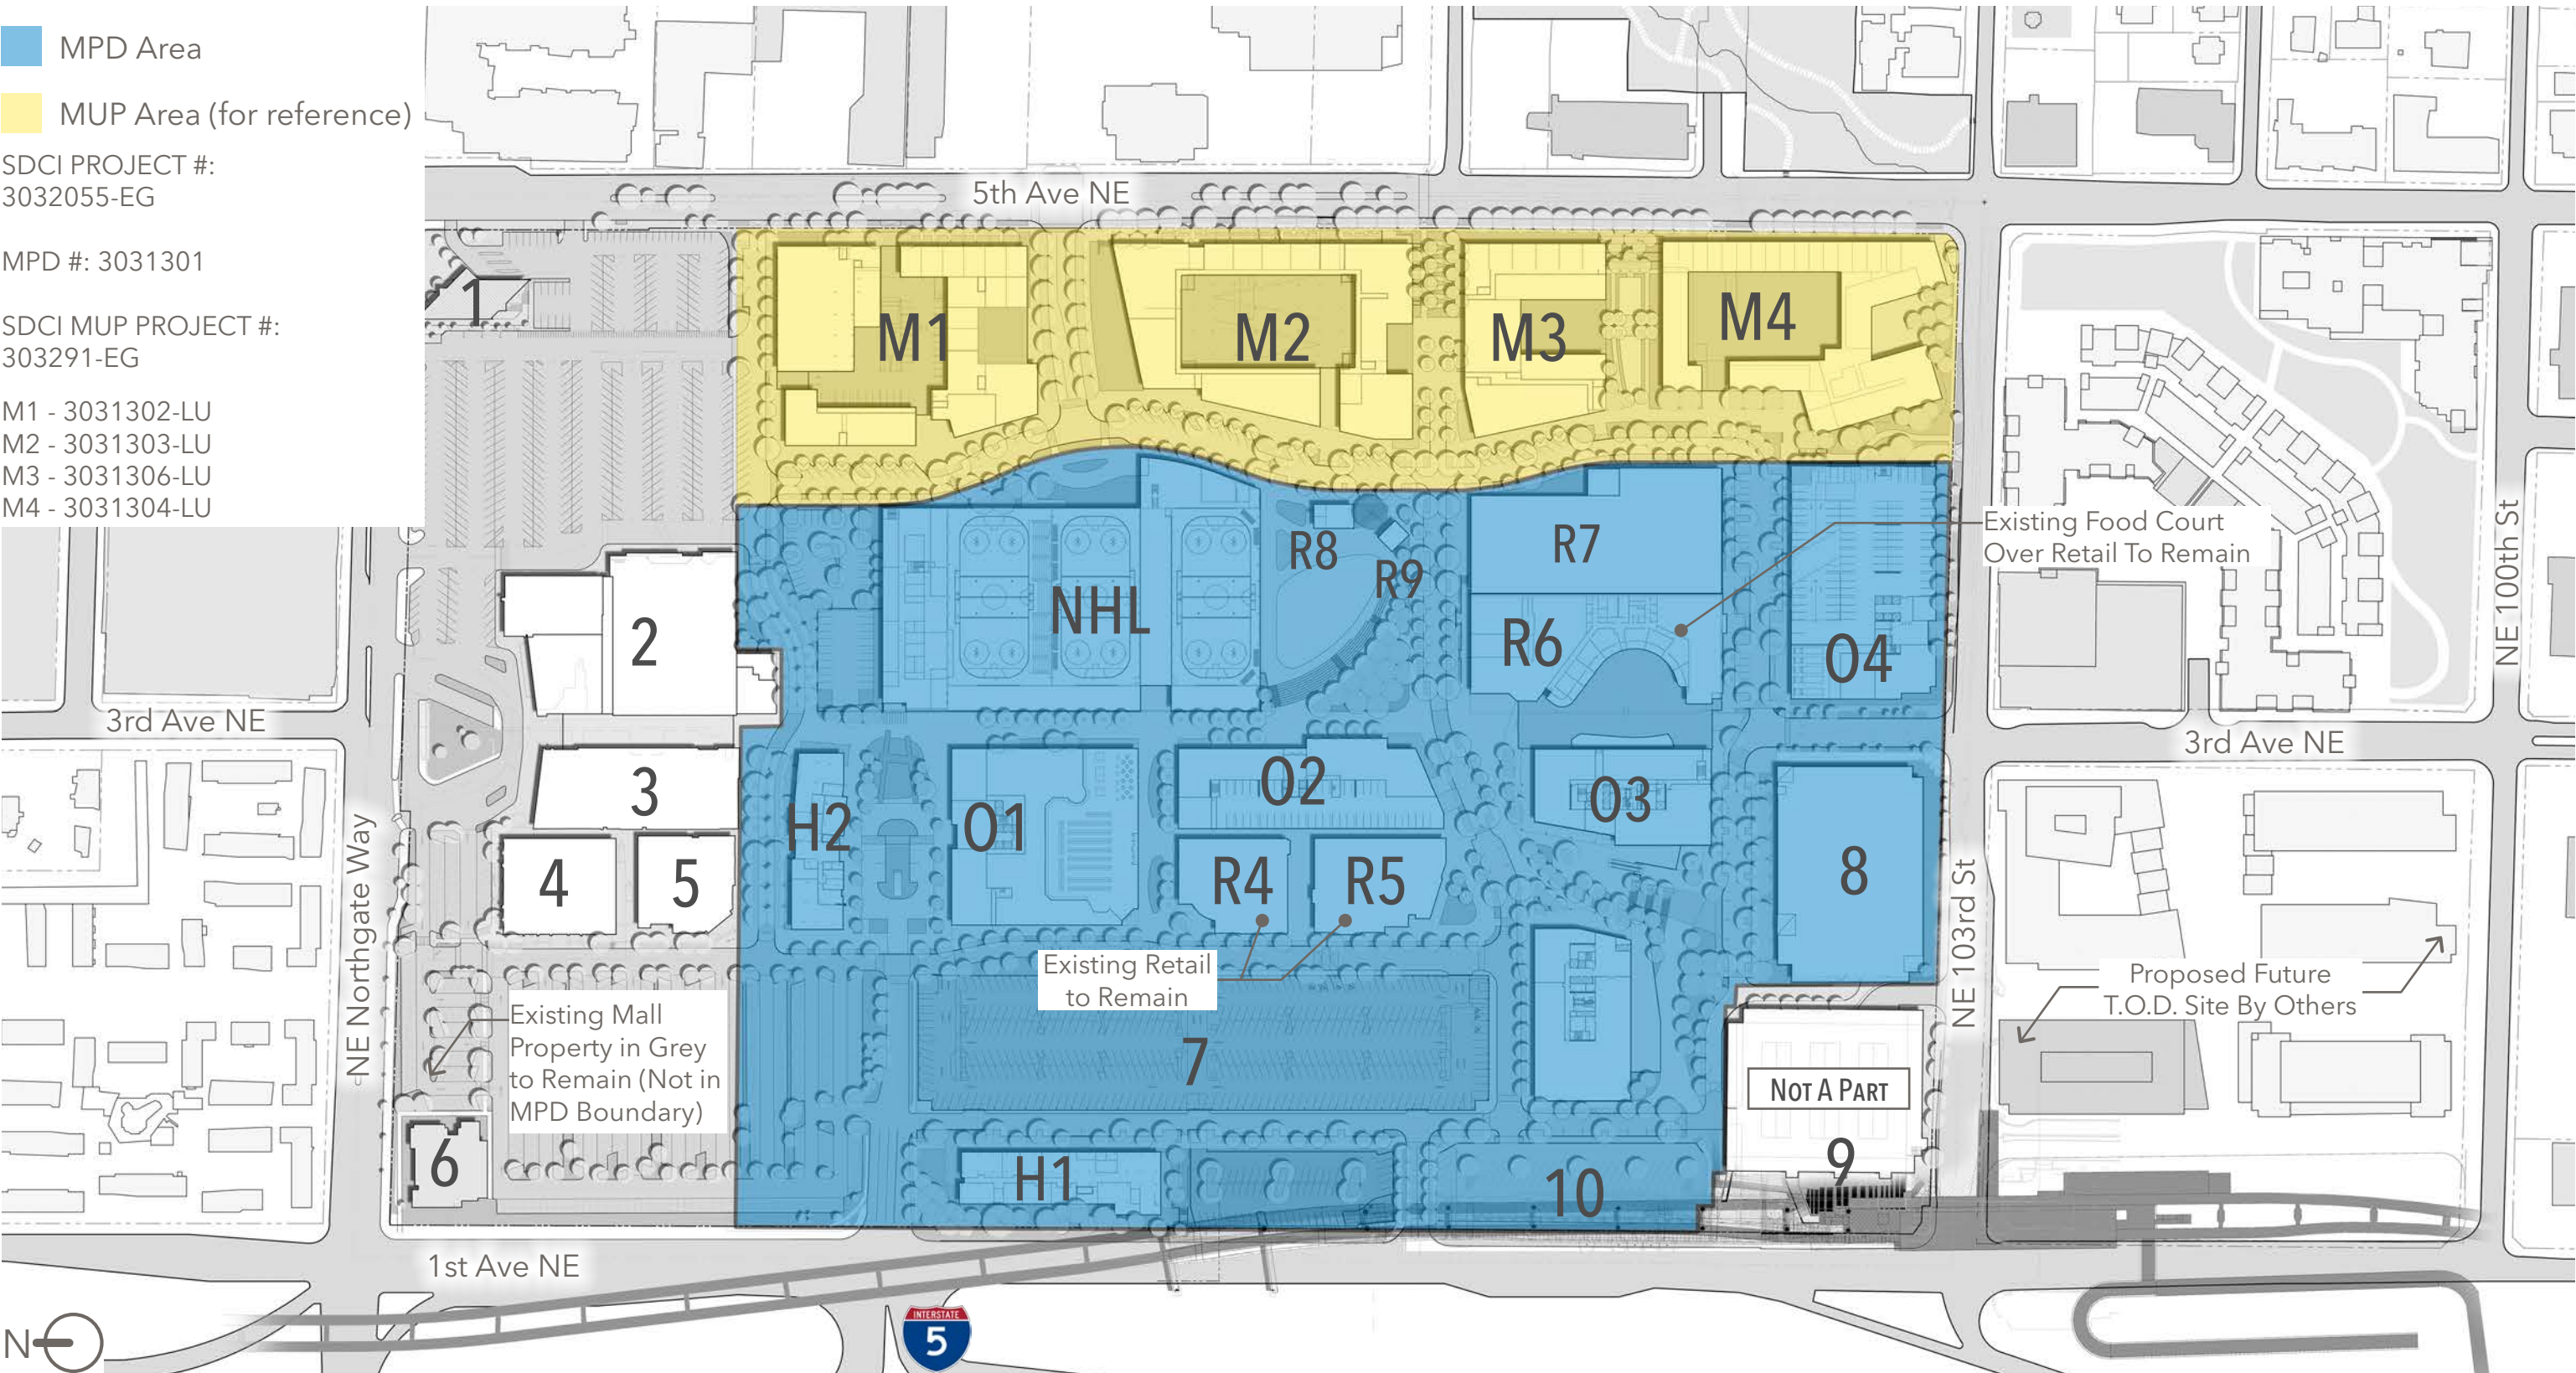 MPD Area
MUP Area (for reference)
SDCI PROJECT #:
3032055-EG
MPD #: 3031301
SDCI MUP PROJECT #:
303291-EG
M1 - 3031302-LU
M2 - 3031303-LU
M3 - 3031306-LU
M4 - 3031304-LU
5th Ave NE
1
M1
M2
M3
M4
NHL
R8
R9
R7
R6
O4
Existing Food Court
Over Retail To Remain
NE 100th St
2
3rd Ave NE
3
4
5
H2
O1
O2
O3
R4
R5
8
3rd Ave NE
NE Northgate Way
NE 103rd St
Existing Retail
to Remain
Existing Mall
Property in Grey
to Remain (Not in
MPD Boundary)
7
Proposed Future
T.O.D. Site By Others
NOT A PART
6
H1
10
9
1st Ave NE
INTERSTATE
5
N